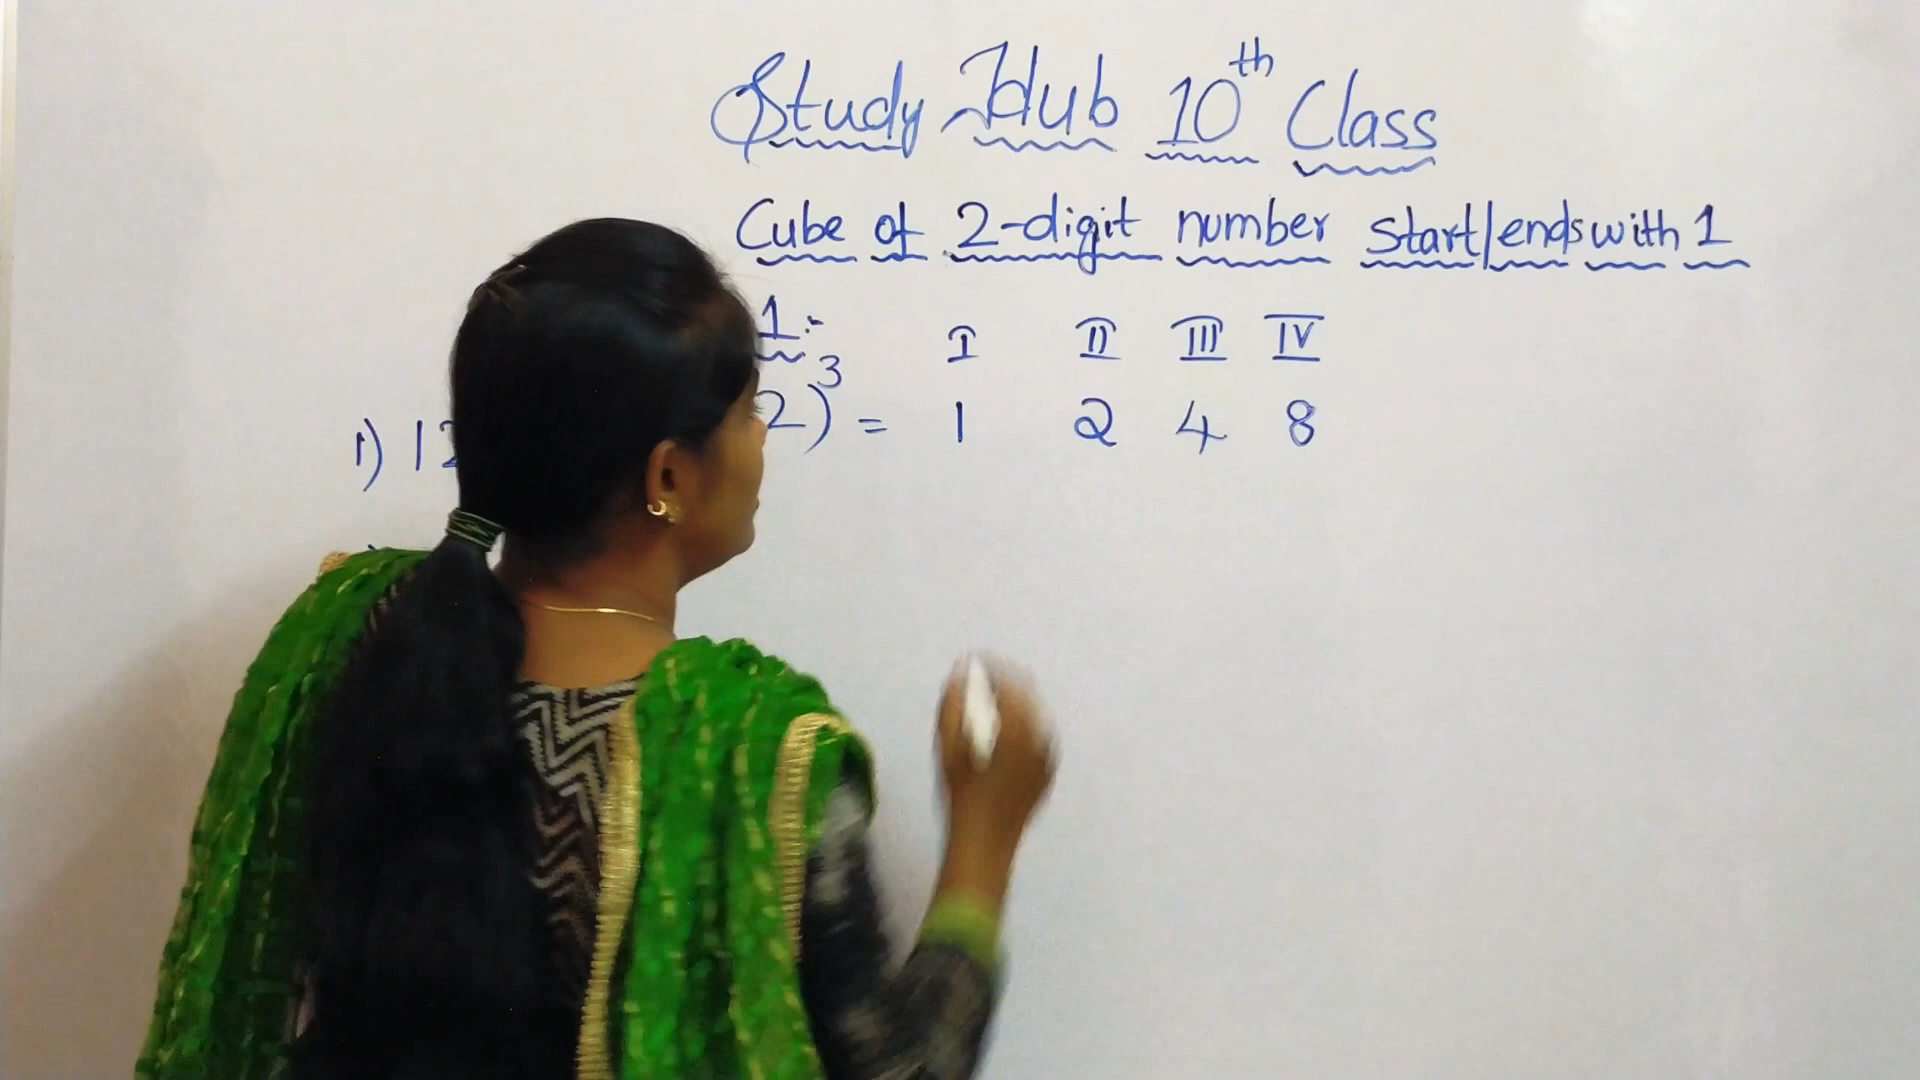 Study Hub 10th Class
Cube of 2-digit number start/ends with 1
1:- I II III IV
1) 12 2)³ = 1 2 4 8